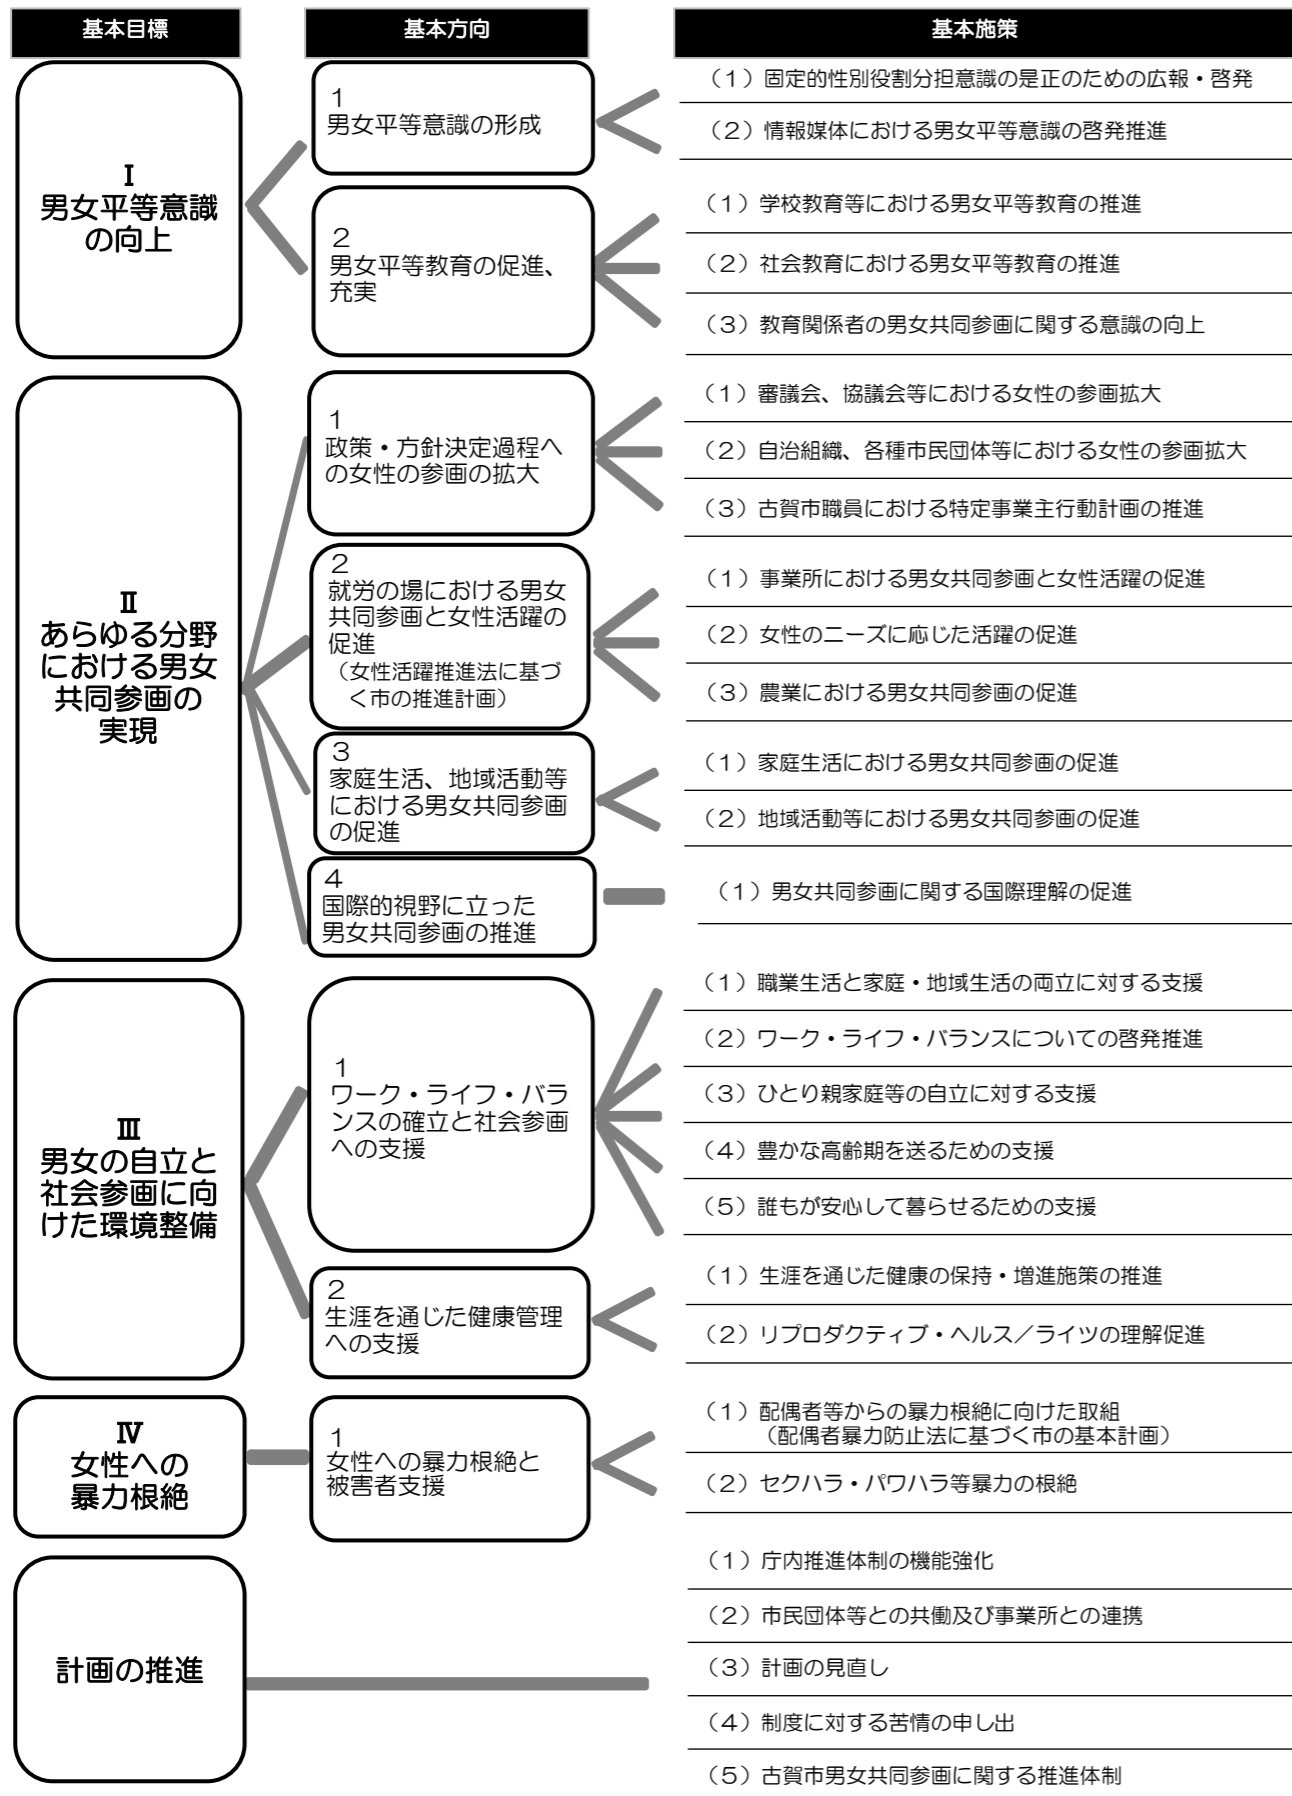 基本目標
基本方向
基本施策
Ⅰ
男女平等意識
の向上
1
男女平等意識の形成
（1）固定的性別役割分担意識の是正のための広報・啓発
（2）情報媒体における男女平等意識の啓発推進
2
男女平等教育の促進、
充実
（1）学校教育等における男女平等教育の推進
（2）社会教育における男女平等教育の推進
（3）教育関係者の男女共同参画に関する意識の向上
Ⅱ
あらゆる分野
における男女
共同参画の
実現
1
政策・方針決定過程へ
の女性の参画の拡大
（1）審議会、協議会等における女性の参画拡大
（2）自治組織、各種市民団体等における女性の参画拡大
（3）古賀市職員における特定事業主行動計画の推進
2
就労の場における男女
共同参画と女性活躍の
促進
（女性活躍推進法に基づ
く市の推進計画）
（1）事業所における男女共同参画と女性活躍の促進
（2）女性のニーズに応じた活躍の促進
（3）農業における男女共同参画の促進
3
家庭生活、地域活動等
における男女共同参画
の促進
（1）家庭生活における男女共同参画の促進
（2）地域活動等における男女共同参画の促進
4
国際的視野に立った
男女共同参画の推進
（1）男女共同参画に関する国際理解の促進
Ⅲ
男女の自立と
社会参画に向
けた環境整備
1
ワーク・ライフ・バラ
ンスの確立と社会参画
への支援
（1）職業生活と家庭・地域生活の両立に対する支援
（2）ワーク・ライフ・バランスについての啓発推進
（3）ひとり親家庭等の自立に対する支援
（4）豊かな高齢期を送るための支援
（5）誰もが安心して暮らせるための支援
2
生涯を通じた健康管理
への支援
（1）生涯を通じた健康の保持・増進施策の推進
（2）リプロダクティブ・ヘルス／ライツの理解促進
Ⅳ
女性への
暴力根絶
1
女性への暴力根絶と
被害者支援
（1）配偶者等からの暴力根絶に向けた取組
（配偶者暴力防止法に基づく市の基本計画）
（2）セクハラ・パワハラ等暴力の根絶
計画の推進
（1）庁内推進体制の機能強化
（2）市民団体等との共働及び事業所との連携
（3）計画の見直し
（4）制度に対する苦情の申し出
（5）古賀市男女共同参画に関する推進体制